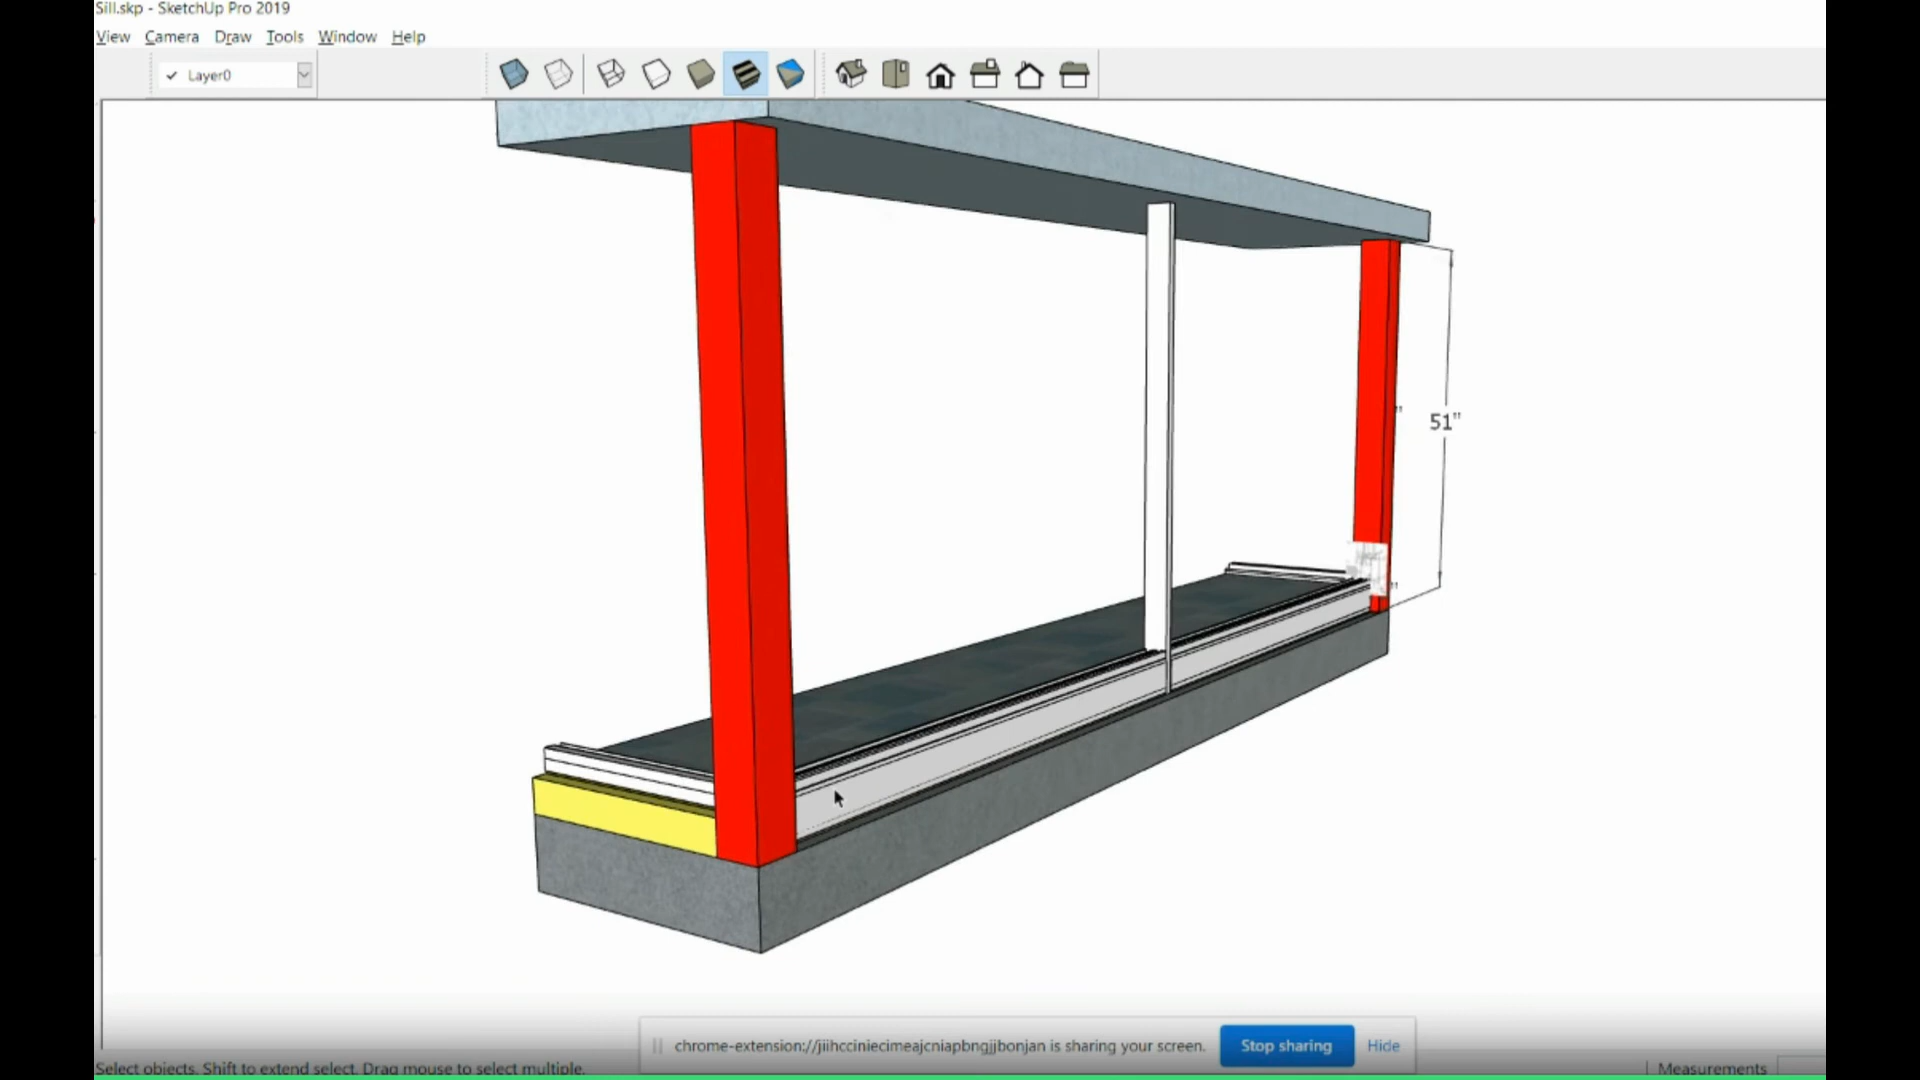 Sill.skp - SketchUp Pro 2019
View Camera Draw Tools Window Help
Layer0
51"
"
"
chrome-extension://jiihcciniecimeajcniapbngjjbonjan is sharing your screen.
Stop sharing
Hide
Select objects. Shift to extend select. Drag mouse to select multiple.
Measurements